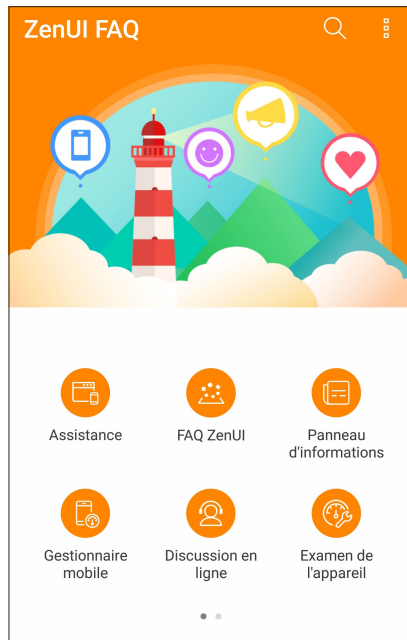 ZenUI FAQ
Assistance
FAQ ZenUI
Panneau
d'informations
Gestionnaire
mobile
Discussion en
ligne
Examen de
l'appareil